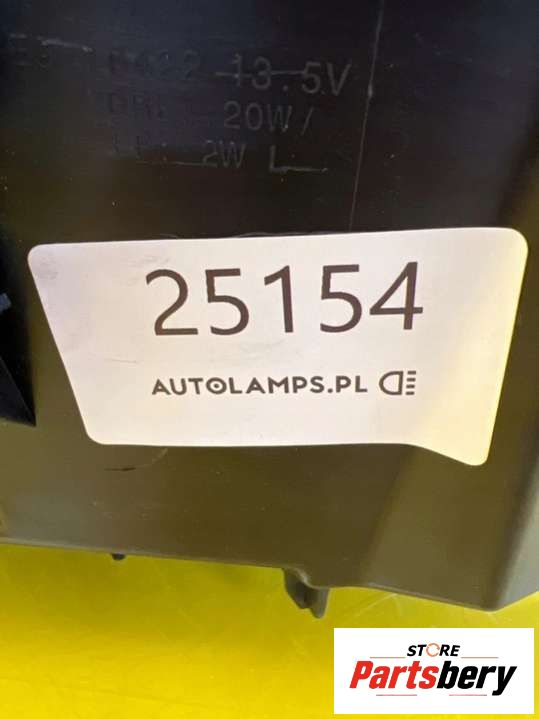 13.5V
20W/
2W L
25154
AUTOLAMPS.PL
STORE
Partsbery